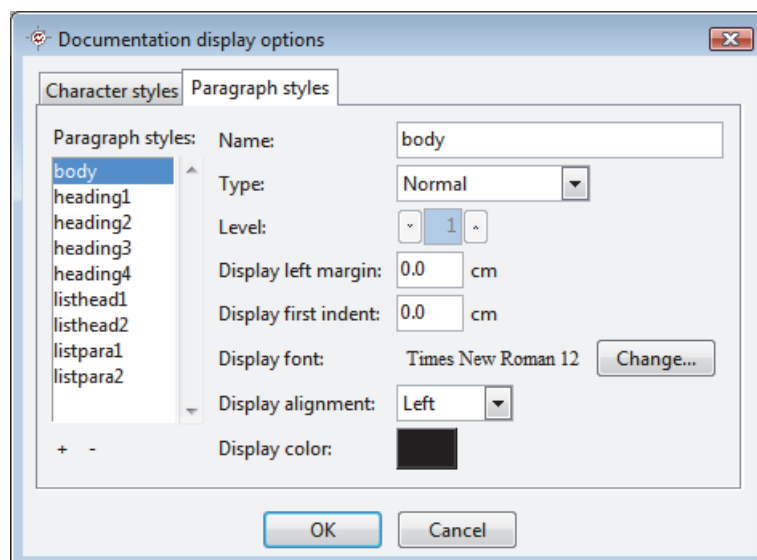 Documentation display options
Character styles Paragraph styles
Paragraph styles:
body
heading1
heading2
heading3
heading4
listhead1
listhead2
listpara1
listpara2
+ -
Name: body
Type: Normal
Level: 1
Display left margin: 0.0 cm
Display first indent: 0.0 cm
Display font: Times New Roman 12 Change...
Display alignment: Left
Display color:
OK Cancel